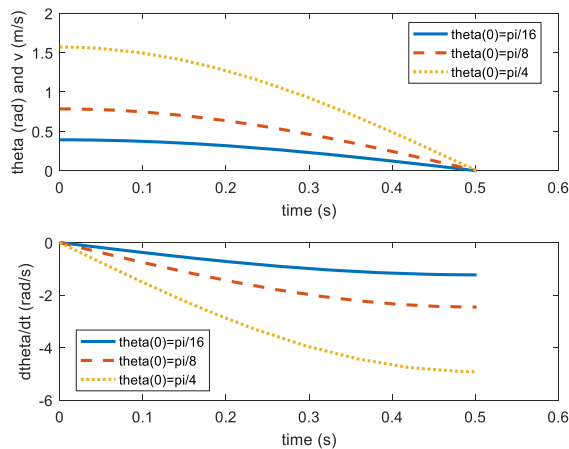 theta (rad) and v (m/s)
2
1.5
1
0.5
0
theta(0)=pi/16
theta(0)=pi/8
theta(0)=pi/4
0 0.1 0.2 0.3 0.4 0.5 0.6
time (s)
dtheta/dt (rad/s)
0
-2
-4
-6
theta(0)=pi/16
theta(0)=pi/8
theta(0)=pi/4
0 0.1 0.2 0.3 0.4 0.5 0.6
time (s)